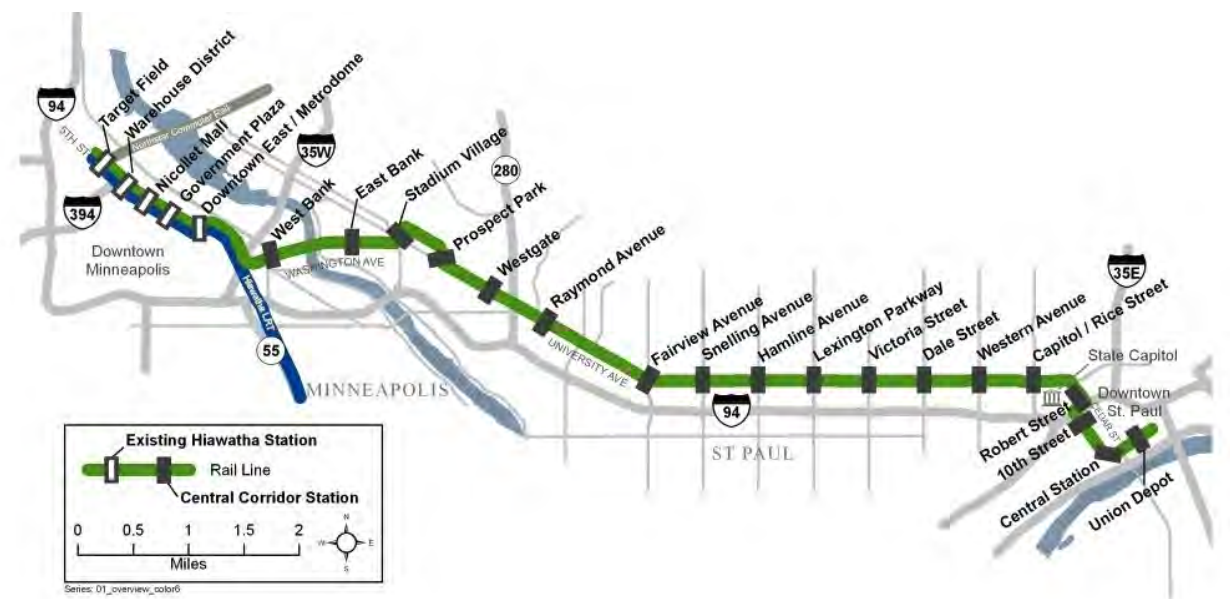 94
5TH ST
Target Field
Warehouse District
Northstar Commuter Rail
Nicollet Mall
Government Plaza
Downtown East / Metrodome
35W
394
Downtown
Minneapolis
West Bank
East Bank
Stadium Village
280
Prospect Park
WASHINGTON AVE
Westgate
Raymond Avenue
Hiawatha LRT
55
MINNEAPOLIS
UNIVERSITY AVE
Fairview Avenue
Snelling Avenue
Hamline Avenue
Lexington Parkway
Victoria Street
Dale Street
Western Avenue
Capitol / Rice Street
35E
State Capitol
Downtown
St. Paul
94
ST PAUL
CEDAR ST
Robert Street
10th Street
Central Station
Union Depot
Existing Hiawatha Station
Rail Line
Central Corridor Station
0 0.5 1 1.5 2
Miles
N
W E
S
Series: 01_overview_color6